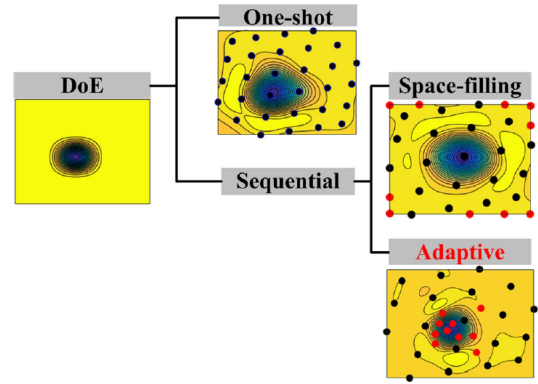 One-shot
DoE
Space-filling
Sequential
Adaptive